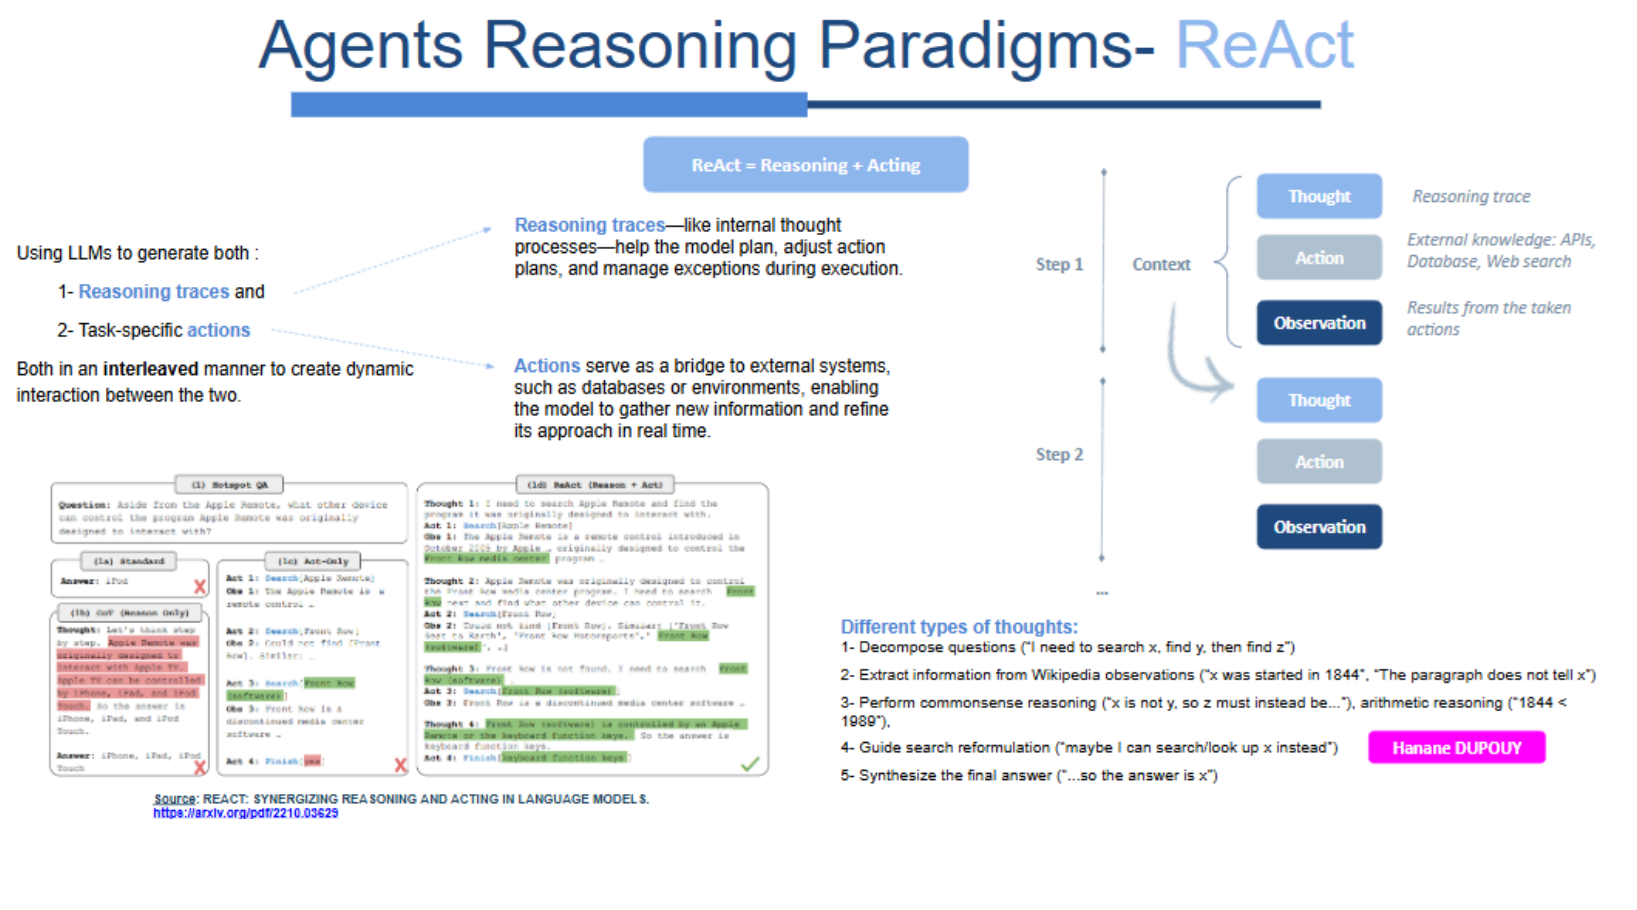 Agents Reasoning Paradigms- ReAct
ReAct = Reasoning + Acting
Using LLMs to generate both :
1- Reasoning traces and
2- Task-specific actions
Both in an interleaved manner to create dynamic
interaction between the two.
Reasoning traces—like internal thought
processes—help the model plan, adjust action
plans, and manage exceptions during execution.
Actions serve as a bridge to external systems,
such as databases or environments, enabling
the model to gather new information and refine
its approach in real time.
Step 1
Context
Thought
Reasoning trace
Action
External knowledge: APIs,
Database, Web search
Observation
Results from the taken
actions
Step 2
Thought
Action
Observation
...
(1) Hotspot QA
Question: Aside from the Apple Remote, what other device
can control the program Apple Remote was originally
designed to interact with?
(1a) Standard
Answer: iPod
(1b) CoT (Reason Only)
Thought: Let's think step
by step. Apple Remote was
originally designed to
interact with Apple TV.
Apple TV can be controlled
by iPhone, iPad, and iPod
Touch. So the answer is
iPhone, iPad, and iPod
Touch.
Answer: iPhone, iPad, iPod
Touch
(1c) Act-Only
Act 1: Search[Apple Remote]
Obs 1: The Apple Remote is a
remote control …
Act 2: Search[Front Row]
Obs 2: Could not find [Front
Row]. Similar: …
Act 3: Search[Front Row
(software)]
Obs 3: Front Row is a
discontinued media center
software …
Act 4: Finish[yes]
(1d) ReAct (Reason + Act)
Thought 1: I need to search Apple Remote and find the
program it was originally designed to interact with.
Act 1: Search[Apple Remote]
Obs 1: The Apple Remote is a remote control introduced in
October 2005 by Apple … originally designed to control the
Front Row media center program …
Thought 2: Apple Remote was originally designed to control
the Front Row media center program. I need to search Front
Row next and find what other device can control it.
Act 2: Search[Front Row]
Obs 2: Could not find [Front Row]. Similar: ['Front Row
Seat to Earth', 'Front Row Motorsports', 'Front Row
(software)', …]
Thought 3: Front Row is not found. I need to search Front
Row (software) .
Act 3: Search[Front Row (software)]
Obs 3: Front Row is a discontinued media center software …
Thought 4: Front Row (software) is controlled by an Apple
Remote or the keyboard function keys. So the answer is
keyboard function keys.
Act 4: Finish[keyboard function keys]
Source: REACT: SYNERGIZING REASONING AND ACTING IN LANGUAGE MODELS.
https://arxiv.org/pdf/2210.03629
Different types of thoughts:
1- Decompose questions (“I need to search x, find y, then find z”)
2- Extract information from Wikipedia observations (“x was started in 1844”, “The paragraph does not tell x”)
3- Perform commonsense reasoning (“x is not y, so z must instead be...”), arithmetic reasoning (“1844 <
1989”),
4- Guide search reformulation (“maybe I can search/look up x instead”)
Hanane DUPOUY
5- Synthesize the final answer (“...so the answer is x”)